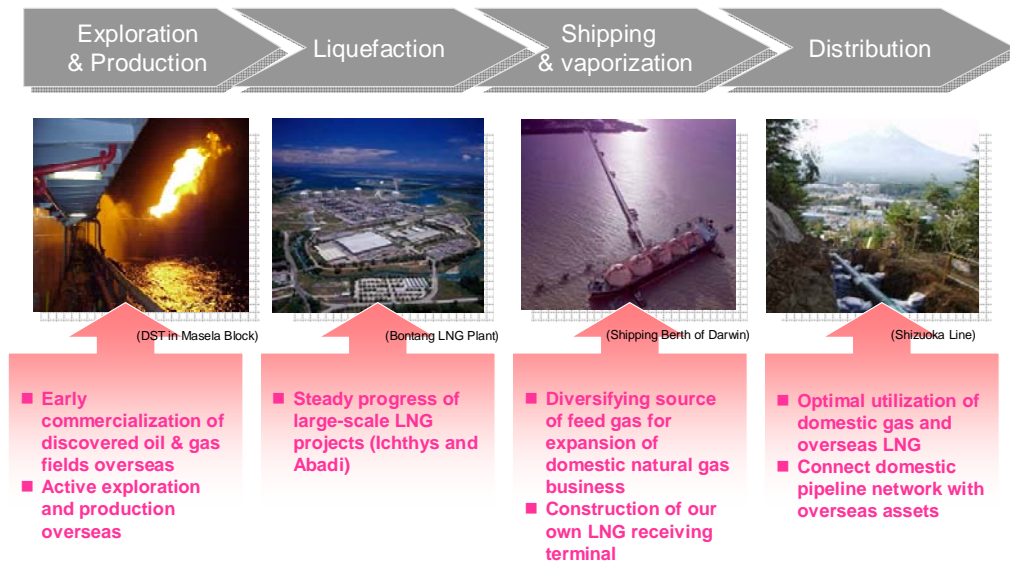 Exploration
& Production
Liquefaction
Shipping
& vaporization
Distribution
(DST in Masela Block)
(Bontang LNG Plant)
(Shipping Berth of Darwin)
(Shizuoka Line)
■ Early
commercialization of
discovered oil & gas
fields overseas
■ Active exploration
and production
overseas
■ Steady progress of
large-scale LNG
projects (Ichthys and
Abadi)
■ Diversifying source
of feed gas for
expansion of
domestic natural gas
business
■ Construction of our
own LNG receiving
terminal
■ Optimal utilization of
domestic gas and
overseas LNG
■ Connect domestic
pipeline network with
overseas assets